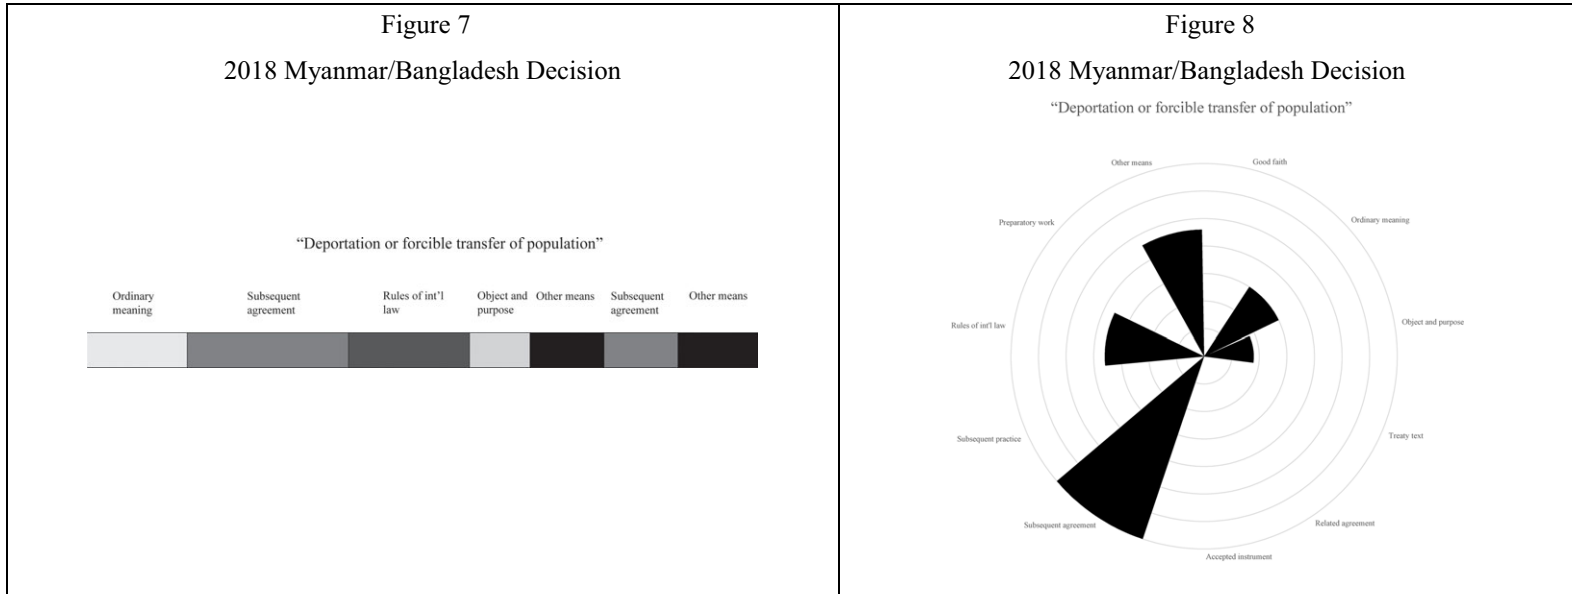 Figure 7
2018 Myanmar/Bangladesh Decision
“Deportation or forcible transfer of population”
Ordinary meaning
Subsequent agreement
Rules of int’l law
Object and purpose
Other means
Subsequent agreement
Other means
Figure 8
2018 Myanmar/Bangladesh Decision
“Deportation or forcible transfer of population”
Other means
Good faith
Preparatory work
Ordinary meaning
Rules of int'l law
Object and purpose
Subsequent practice
Treaty text
Subsequent agreement
Related agreement
Accepted instrument